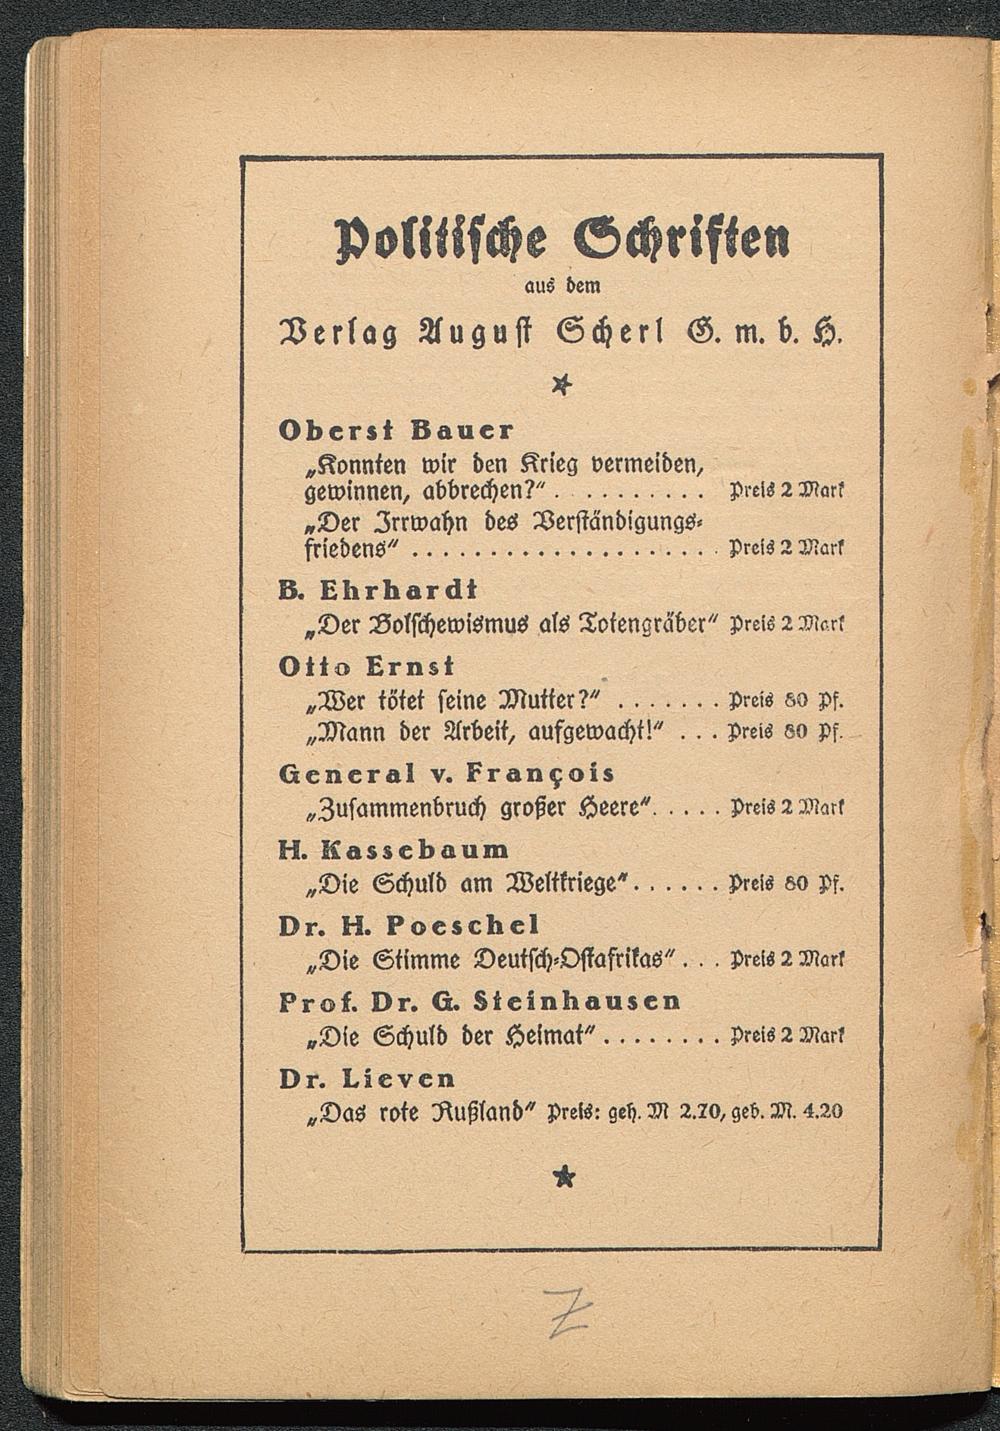 Politische Schriften
aus dem
Verlag August Scherl G. m. b. H.
Oberst Bauer
„Konnten wir den Krieg vermeiden,
gewinnen, abbrechen?“ . . . . . . . . . . Preis 2 Mark
„Der Irrwahn des Verständigungs-
friedens“ . . . . . . . . . . . . . . . . . . . . Preis 2 Mark
B. Ehrhardt
„Der Bolschewismus als Totengräber“ Preis 2 Mark
Otto Ernst
„Wer tötet seine Mutter?“ . . . . . . . Preis 80 Pf.
„Mann der Arbeit, aufgewacht!“ . . . Preis 80 Pf.
General v. François
„Zusammenbruch großer Heere“. . . . . Preis 2 Mark
H. Kassebaum
„Die Schuld am Weltkriege“. . . . . . Preis 80 Pf.
Dr. H. Poeschel
„Die Stimme Deutsch-Ostafrikas“. . . Preis 2 Mark
Prof. Dr. G. Steinhausen
„Die Schuld der Heimat“. . . . . . . . Preis 2 Mark
Dr. Lieven
„Das rote Rußland“ Preis: geh. M 2.70, geb. M. 4.20
Z